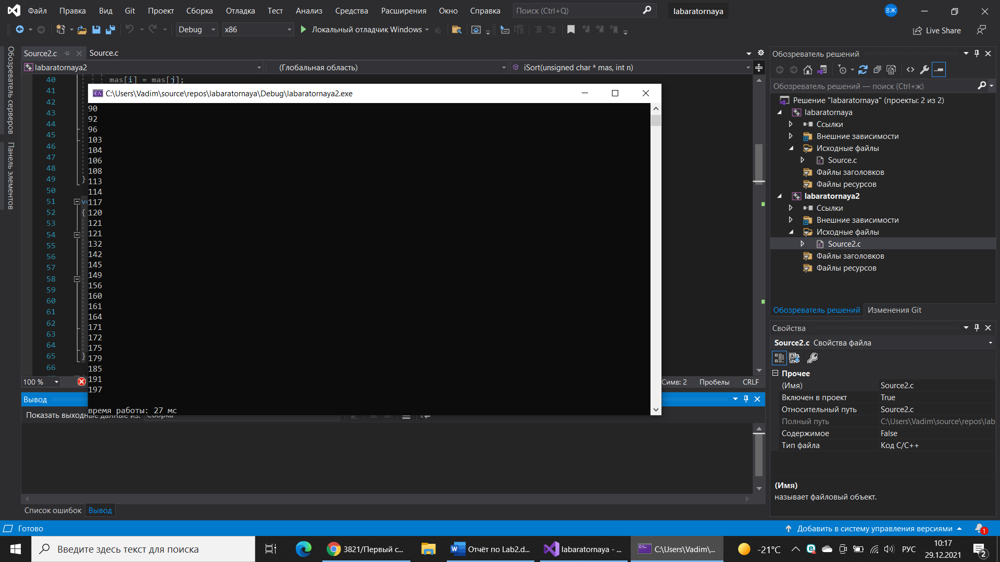 Файл Правка Вид Git Проект Сборка Отладка Тест Анализ Средства Расширения Окно Справка Поиск (Ctrl+Q) labaratornaya ВЖ
Debug x86 Локальный отладчик Windows Live Share
Обозреватель серверов
Панель элементов
Source2.c Source.c
labaratornaya2 (Глобальная область) iSort(unsigned char * mas, int n)
40 mas[i] = mas[j];
41
42
43
44
45
46
47
48
49 }
50
51
52 {
53
54
55
56
57
58
59
60
61
62
63
64
65 }
66
C:\Users\Vadim\source\repos\labaratornaya\Debug\labaratornaya2.exe
90
92
96
103
104
106
108
113
114
117
120
121
121
132
142
145
149
156
160
161
164
171
172
175
179
185
191
197
время работы: 27 мс
100 % Симв: 2 Пробелы CRLF
Вывод
Показать выходные данные из: Сборка
Список ошибок Вывод
Обозреватель решений
Обозреватель решений — поиск (Ctrl+ж)
Решение "labaratornaya" (проекты: 2 из 2)
labaratornaya
Ссылки
Внешние зависимости
Исходные файлы
Source.c
Файлы заголовков
Файлы ресурсов
labaratornaya2
Ссылки
Внешние зависимости
Исходные файлы
Source2.c
Файлы заголовков
Файлы ресурсов
Обозреватель решений Изменения Git
Свойства
Source2.c Свойства файла
Прочее
(Имя) Source2.c
Включен в проект True
Относительный путь Source2.c
Полный путь C:\Users\Vadim\source\repos\lab
Содержимое False
Тип файла Код C/C++
(Имя)
называет файловый объект.
Готово Добавить в систему управления версиями 1
Введите здесь текст для поиска 3821/Первый с... Отчёт по Lab2.d... labaratornaya - ... C:\Users\Vadim\... -21°C РУС 10:17
29.12.2021 2